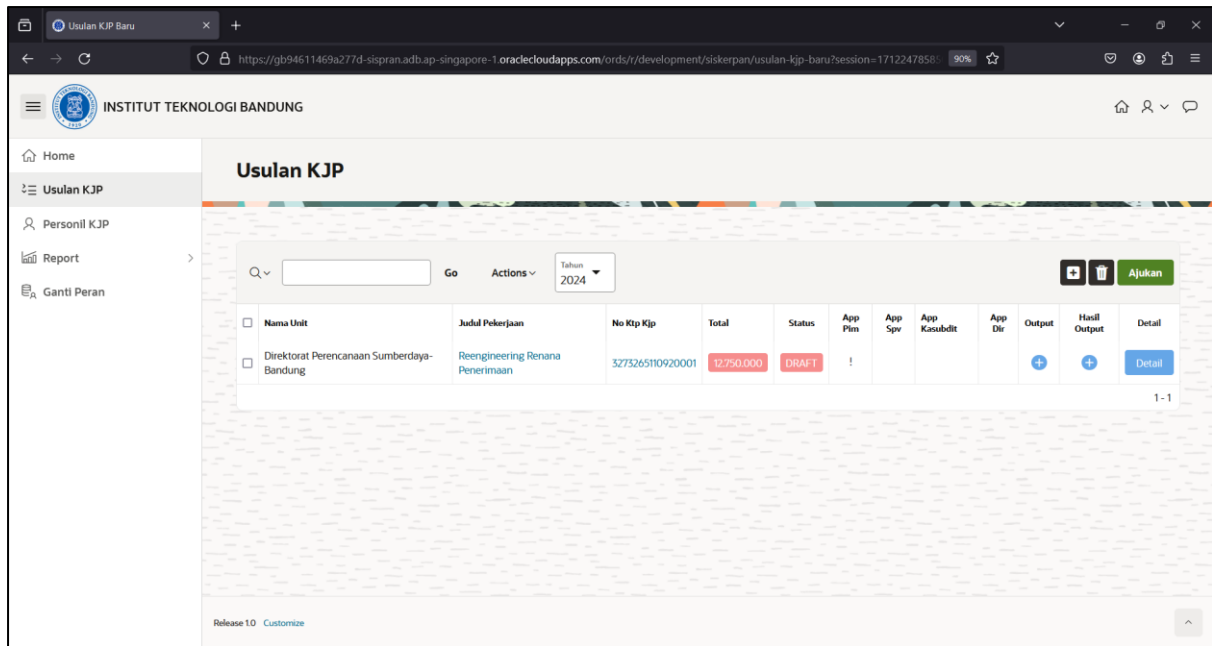 Usulan KJP Baru
https://gb94611469a277d-sispran.adb.ap-singapore-1.oraclecloudapps.com/ords/r/development/siskerpan/usulan-kjp-baru?session=17122478585
90%
INSTITUT TEKNOLOGI BANDUNG
Home
Usulan KJP
Personil KJP
Report
Ganti Peran
Usulan KJP
Go
Actions
Tahun
2024
Ajukan
Nama Unit Judul Pekerjaan No Ktp Kjp Total Status App Pim App Spv App Kasubdit App Dir Output Hasil Output Detail
Direktorat Perencanaan Sumberdaya- Reengineering Renana 3273265110920001 12.750.000 DRAFT ! Detail
Bandung Penerimaan
1 - 1
Release 1.0 Customize